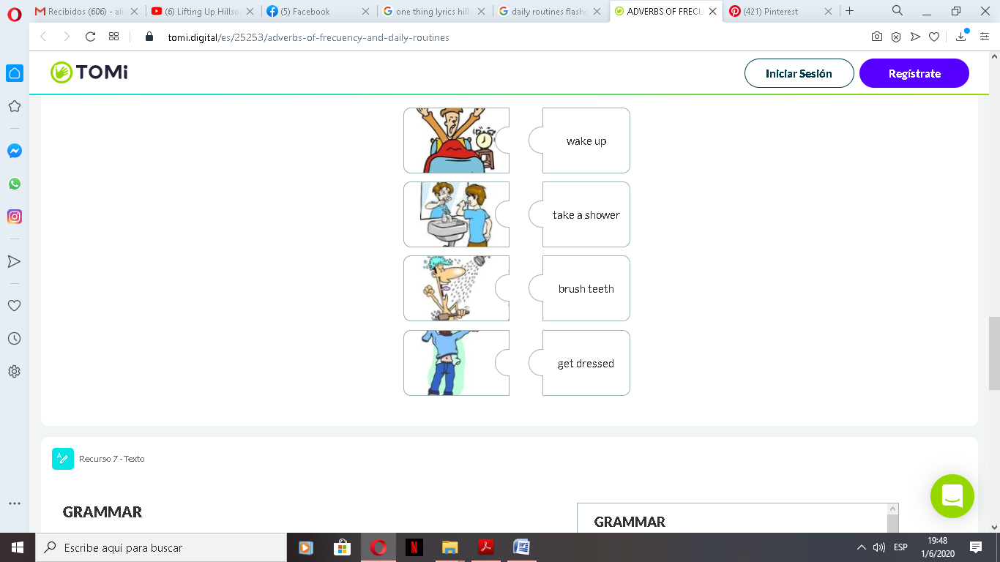 Recibidos (606) - ali
(6) Lifting Up Hillso
(5) Facebook
one thing lyrics hill
daily routines flashc
ADVERBS OF FRECU
(421) Pinterest
tomi.digital/es/25253/adverbs-of-frecuency-and-daily-routines
TOMi
Iniciar Sesión
Regístrate
wake up
take a shower
brush teeth
get dressed
Recurso 7 - Texto
GRAMMAR
GRAMMAR
Escribe aquí para buscar
ESP
19:48
1/6/2020